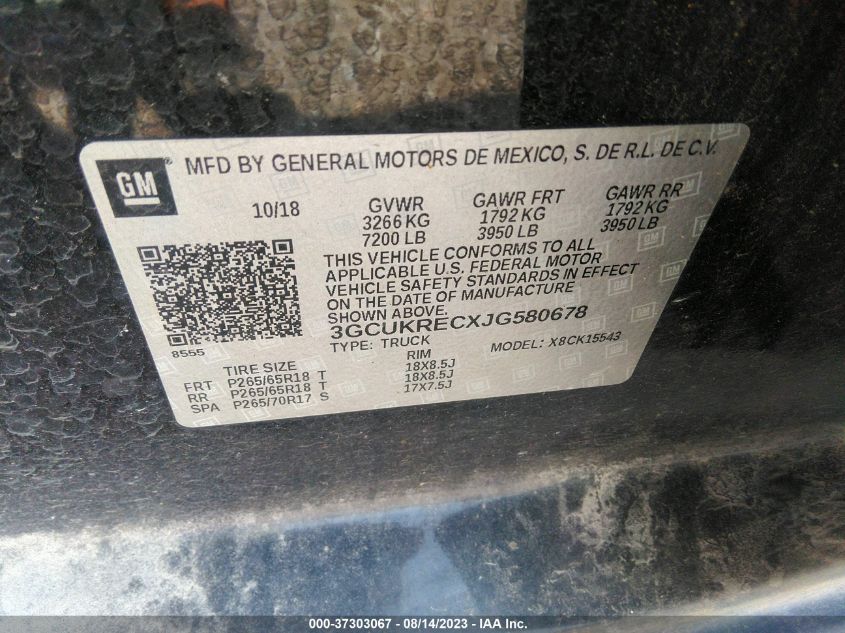 GM ®
MFD BY GENERAL MOTORS DE MEXICO, S. DE R.L. DE C.V.
10/18 GVWR GAWR FRT GAWR RR
3266 KG 1792 KG 1792 KG
7200 LB 3950 LB 3950 LB
THIS VEHICLE CONFORMS TO ALL
APPLICABLE U.S. FEDERAL MOTOR
VEHICLE SAFETY STANDARDS IN EFFECT
ON THE DATE OF MANUFACTURE
SHOWN ABOVE.
3GCUKRECXJG580678
8555
TYPE: TRUCK MODEL: X8CK15543
TIRE SIZE RIM
FRT P265/65R18 T 18X8.5J
RR P265/65R18 T 18X8.5J
SPA P265/70R17 S 17X7.5J
000-37303067 - 08/14/2023 - IAA Inc.